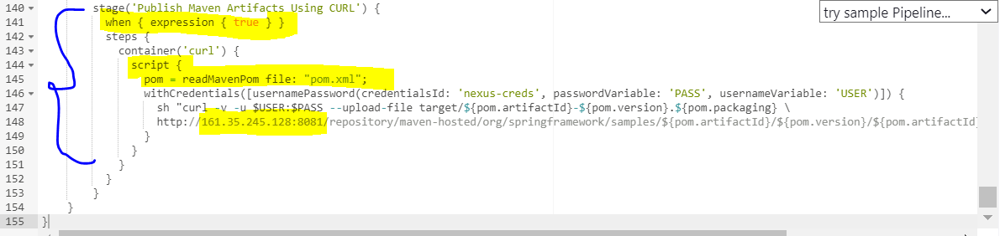 try sample Pipeline...
140 stage('Publish Maven Artifacts Using CURL') {
141 when { expression { true } }
142 steps {
143 container('curl') {
144 script {
145 pom = readMavenPom file: "pom.xml";
146 withCredentials([usernamePassword(credentialsId: 'nexus-creds', passwordVariable: 'PASS', usernameVariable: 'USER')]) {
147 sh "curl -v -u $USER:$PASS --upload-file target/${pom.artifactId}-${pom.version}.${pom.packaging} \
148 http://161.35.245.128:8081/repository/maven-hosted/org/springframework/samples/${pom.artifactId}/${pom.version}/${pom.artifactId}
149 }
150 }
151 }
152 }
153 }
154 }
155 }